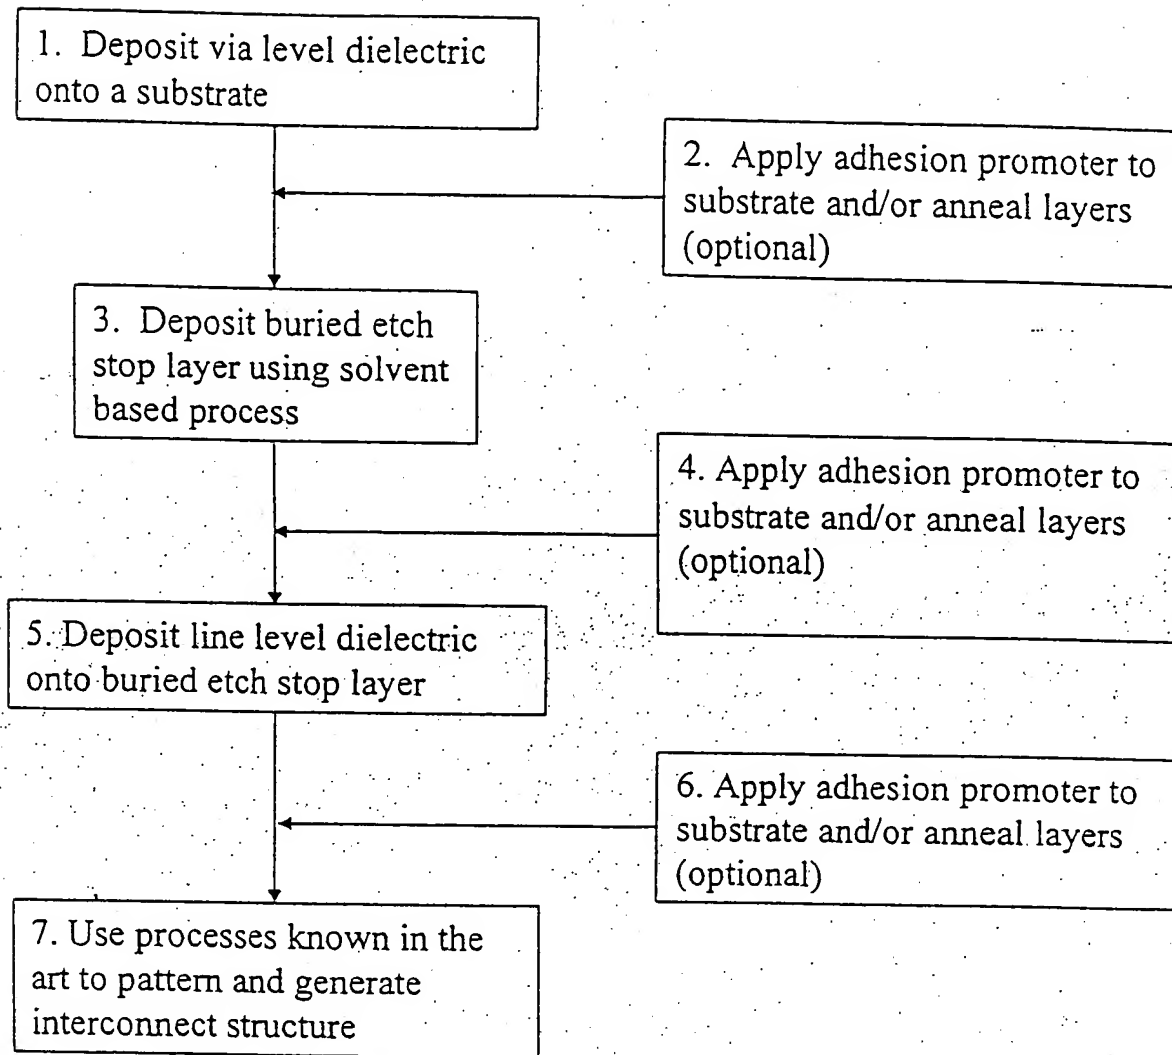 1. Deposit via level dielectric
onto a substrate
2. Apply adhesion promoter to
substrate and/or anneal layers
(optional)
3. Deposit buried etch
stop layer using solvent
based process
4. Apply adhesion promoter to
substrate and/or anneal layers
(optional)
5. Deposit line level dielectric
onto buried etch stop layer
6. Apply adhesion promoter to
substrate and/or anneal layers
(optional)
7. Use processes known in the
art to pattern and generate
interconnect structure